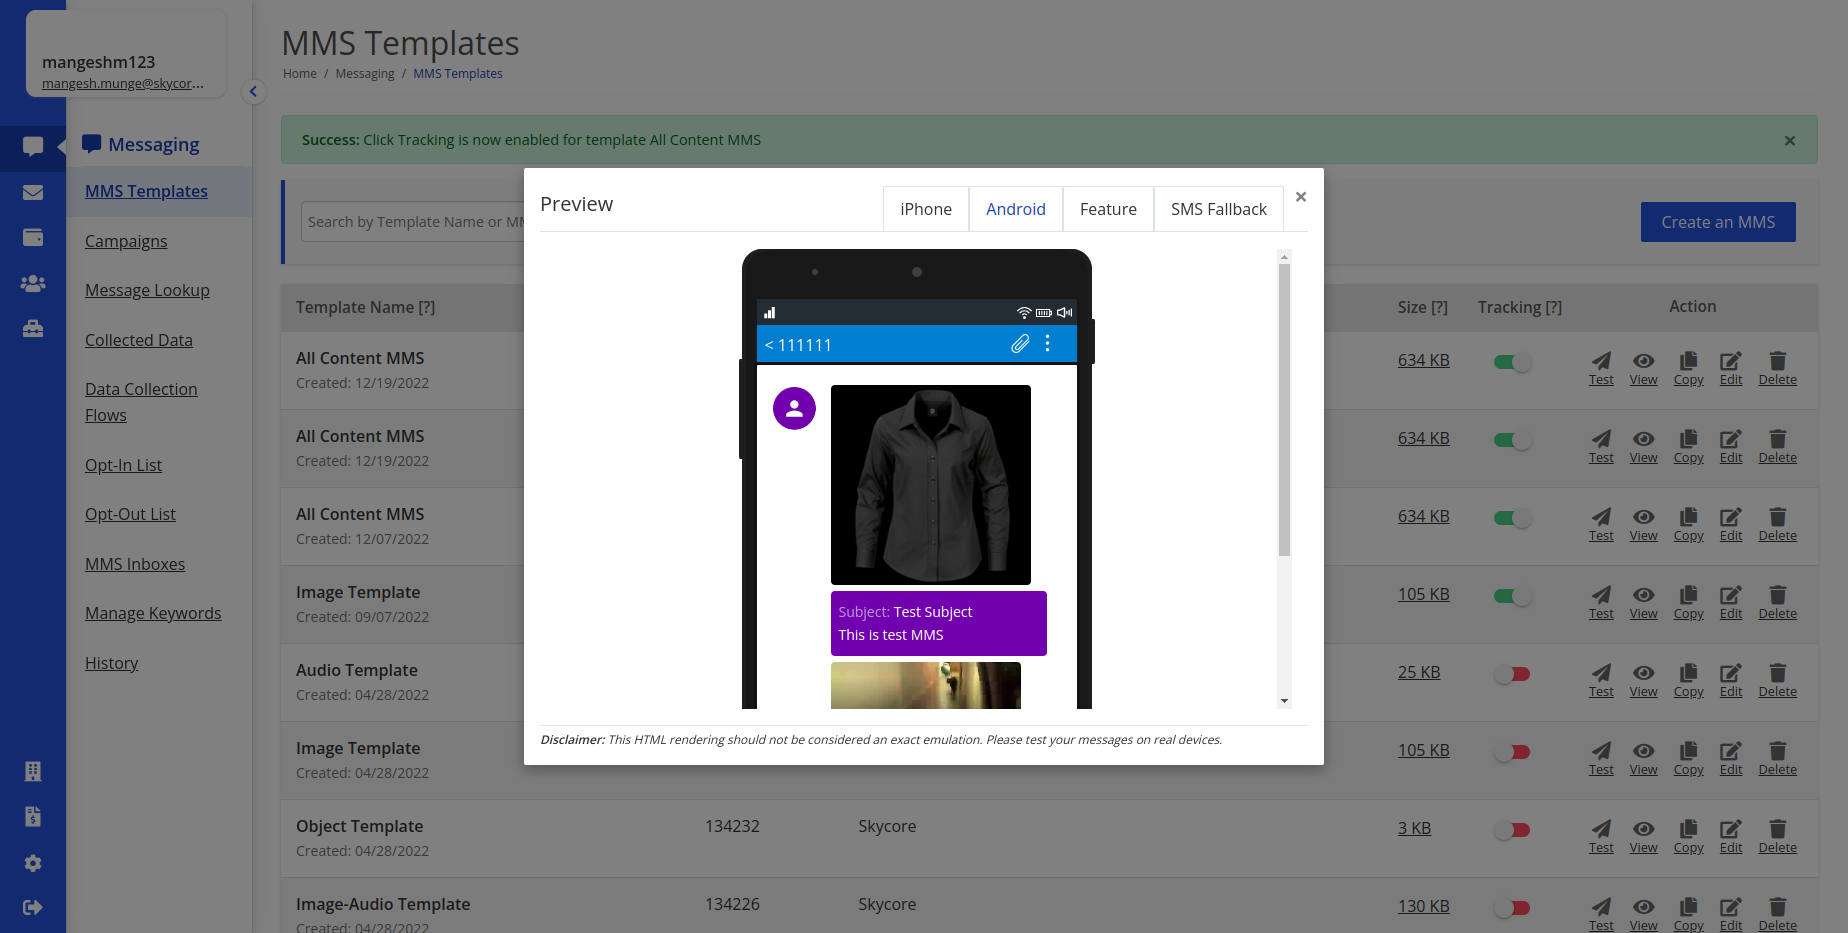 mangeshm123
mangesh.munge@skycor...
Messaging
MMS Templates
Campaigns
Message Lookup
Collected Data
Data Collection
Flows
Opt-In List
Opt-Out List
MMS Inboxes
Manage Keywords
History
MMS Templates
Home / Messaging / MMS Templates
Success: Click Tracking is now enabled for template All Content MMS ×
Search by Template Name or MM
Create an MMS
Template Name [?] Size [?] Tracking [?] Action
All Content MMS 634 KB
Created: 12/19/2022 Test View Copy Edit Delete
All Content MMS 634 KB
Created: 12/19/2022 Test View Copy Edit Delete
All Content MMS 634 KB
Created: 12/07/2022 Test View Copy Edit Delete
Image Template 105 KB
Created: 09/07/2022 Test View Copy Edit Delete
Audio Template 25 KB
Created: 04/28/2022 Test View Copy Edit Delete
Image Template 105 KB
Created: 04/28/2022 Test View Copy Edit Delete
Object Template 134232 Skycore 3 KB
Created: 04/28/2022 Test View Copy Edit Delete
Image-Audio Template 134226 Skycore 130 KB
Created: 04/28/2022 Test View Copy Edit Delete
Preview iPhone Android Feature SMS Fallback ×
< 111111
Subject: Test Subject
This is test MMS
Disclaimer: This HTML rendering should not be considered an exact emulation. Please test your messages on real devices.